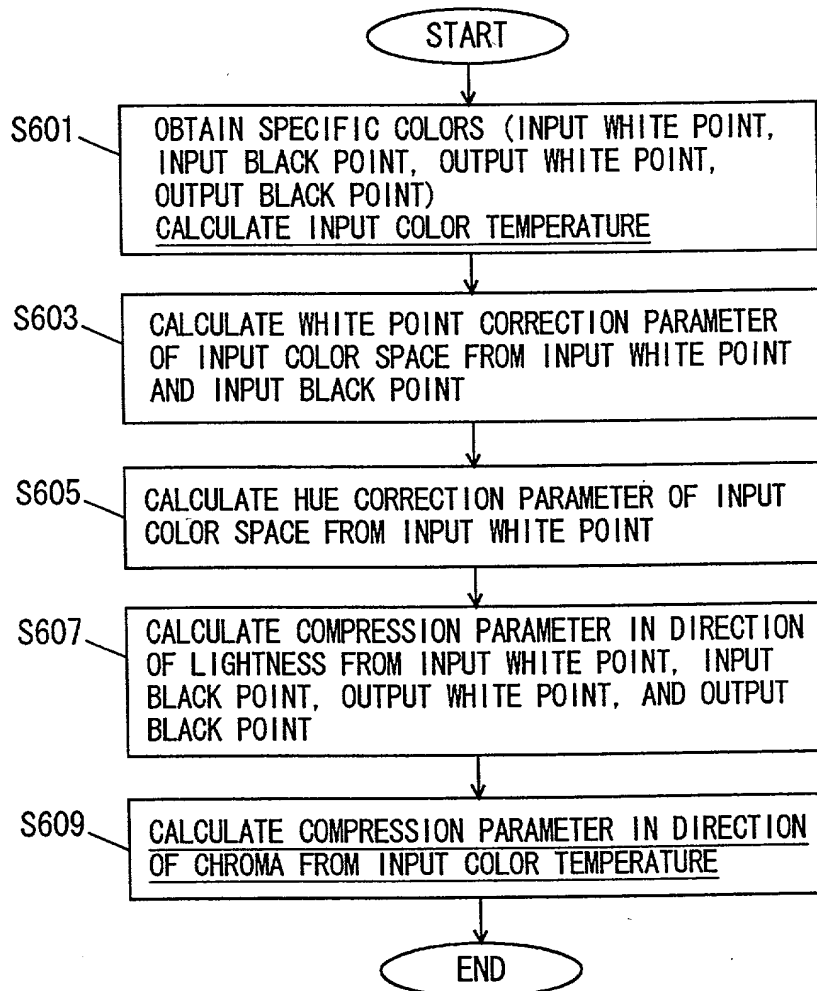 START
S601
OBTAIN SPECIFIC COLORS (INPUT WHITE POINT,
INPUT BLACK POINT, OUTPUT WHITE POINT,
OUTPUT BLACK POINT)
CALCULATE INPUT COLOR TEMPERATURE
S603
CALCULATE WHITE POINT CORRECTION PARAMETER
OF INPUT COLOR SPACE FROM INPUT WHITE POINT
AND INPUT BLACK POINT
S605
CALCULATE HUE CORRECTION PARAMETER OF INPUT
COLOR SPACE FROM INPUT WHITE POINT
S607
CALCULATE COMPRESSION PARAMETER IN DIRECTION
OF LIGHTNESS FROM INPUT WHITE POINT, INPUT
BLACK POINT, OUTPUT WHITE POINT, AND OUTPUT
BLACK POINT
S609
CALCULATE COMPRESSION PARAMETER IN DIRECTION
OF CHROMA FROM INPUT COLOR TEMPERATURE
END